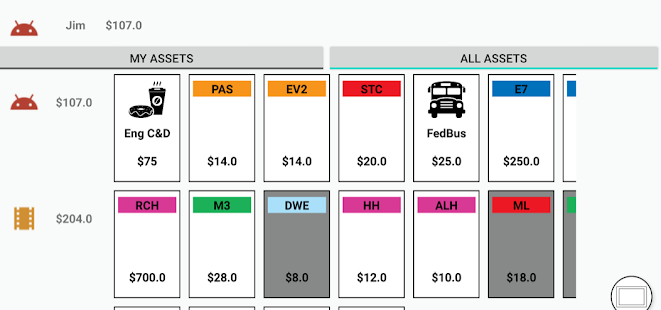 Jim $107.0
MY ASSETS ALL ASSETS
$107.0
Eng C&D
$75
PAS
$14.0
EV2
$14.0
STC
$20.0
FedBus
$25.0
E7
$250.0
$204.0
RCH
$700.0
M3
$28.0
DWE
$8.0
HH
$12.0
ALH
$10.0
ML
$18.0